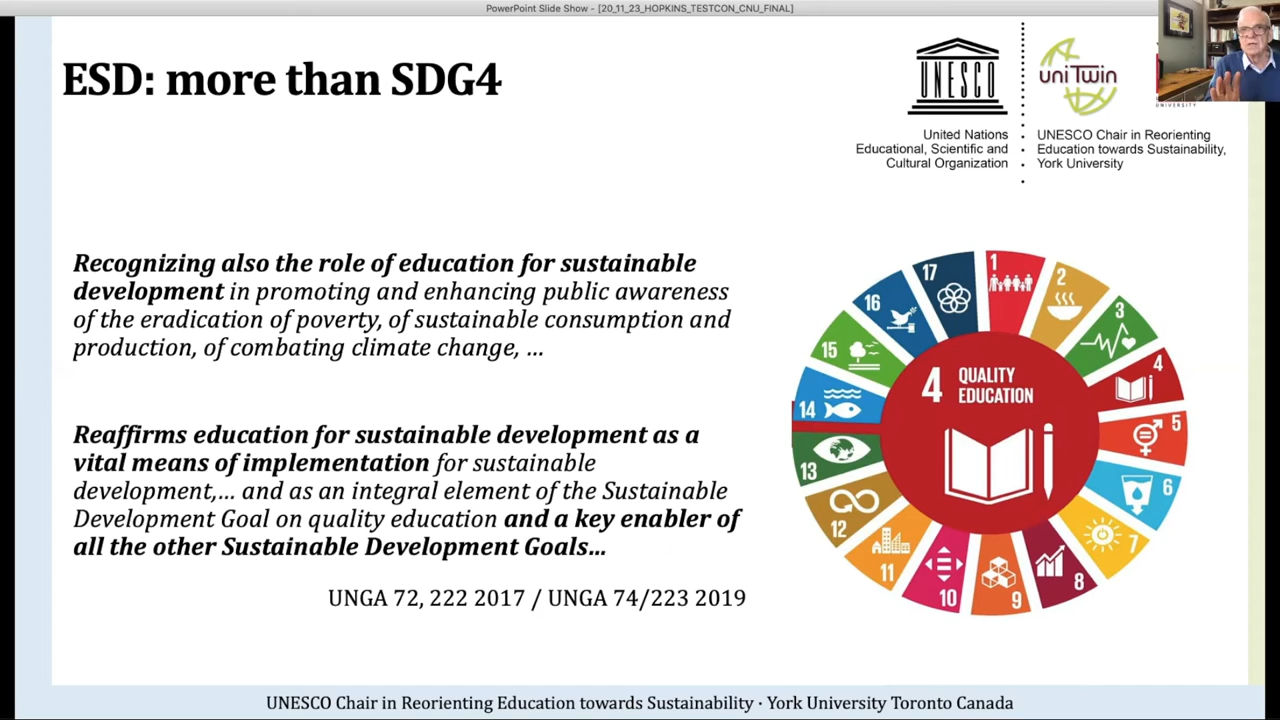 PowerPoint Slide Show - [20_11_23_HOPKINS_TESTCON_CNU_FINAL]
ESD: more than SDG4
UNESCO
United Nations
Educational, Scientific and
Cultural Organization
uniTwin
UNIVERSITY
UNESCO Chair in Reorienting
Education towards Sustainability,
York University
Recognizing also the role of education for sustainable
development in promoting and enhancing public awareness
of the eradication of poverty, of sustainable consumption and
production, of combating climate change, ...
Reaffirms education for sustainable development as a
vital means of implementation for sustainable
development,... and as an integral element of the Sustainable
Development Goal on quality education and a key enabler of
all the other Sustainable Development Goals...
UNGA 72, 222 2017 / UNGA 74/223 2019
1
2
3
4
5
6
7
8
9
10
11
12
13
14
15
16
17
4 QUALITY
EDUCATION
UNESCO Chair in Reorienting Education towards Sustainability · York University Toronto Canada